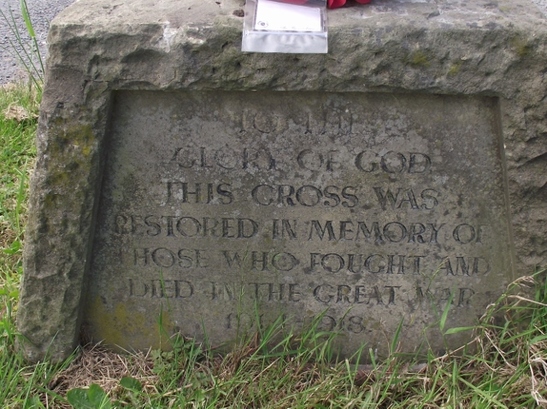 TO THE
GLORY OF GOD
THIS CROSS WAS
RESTORED IN MEMORY OF
THOSE WHO FOUGHT AND
DIED IN THE GREAT WAR
1914-1918